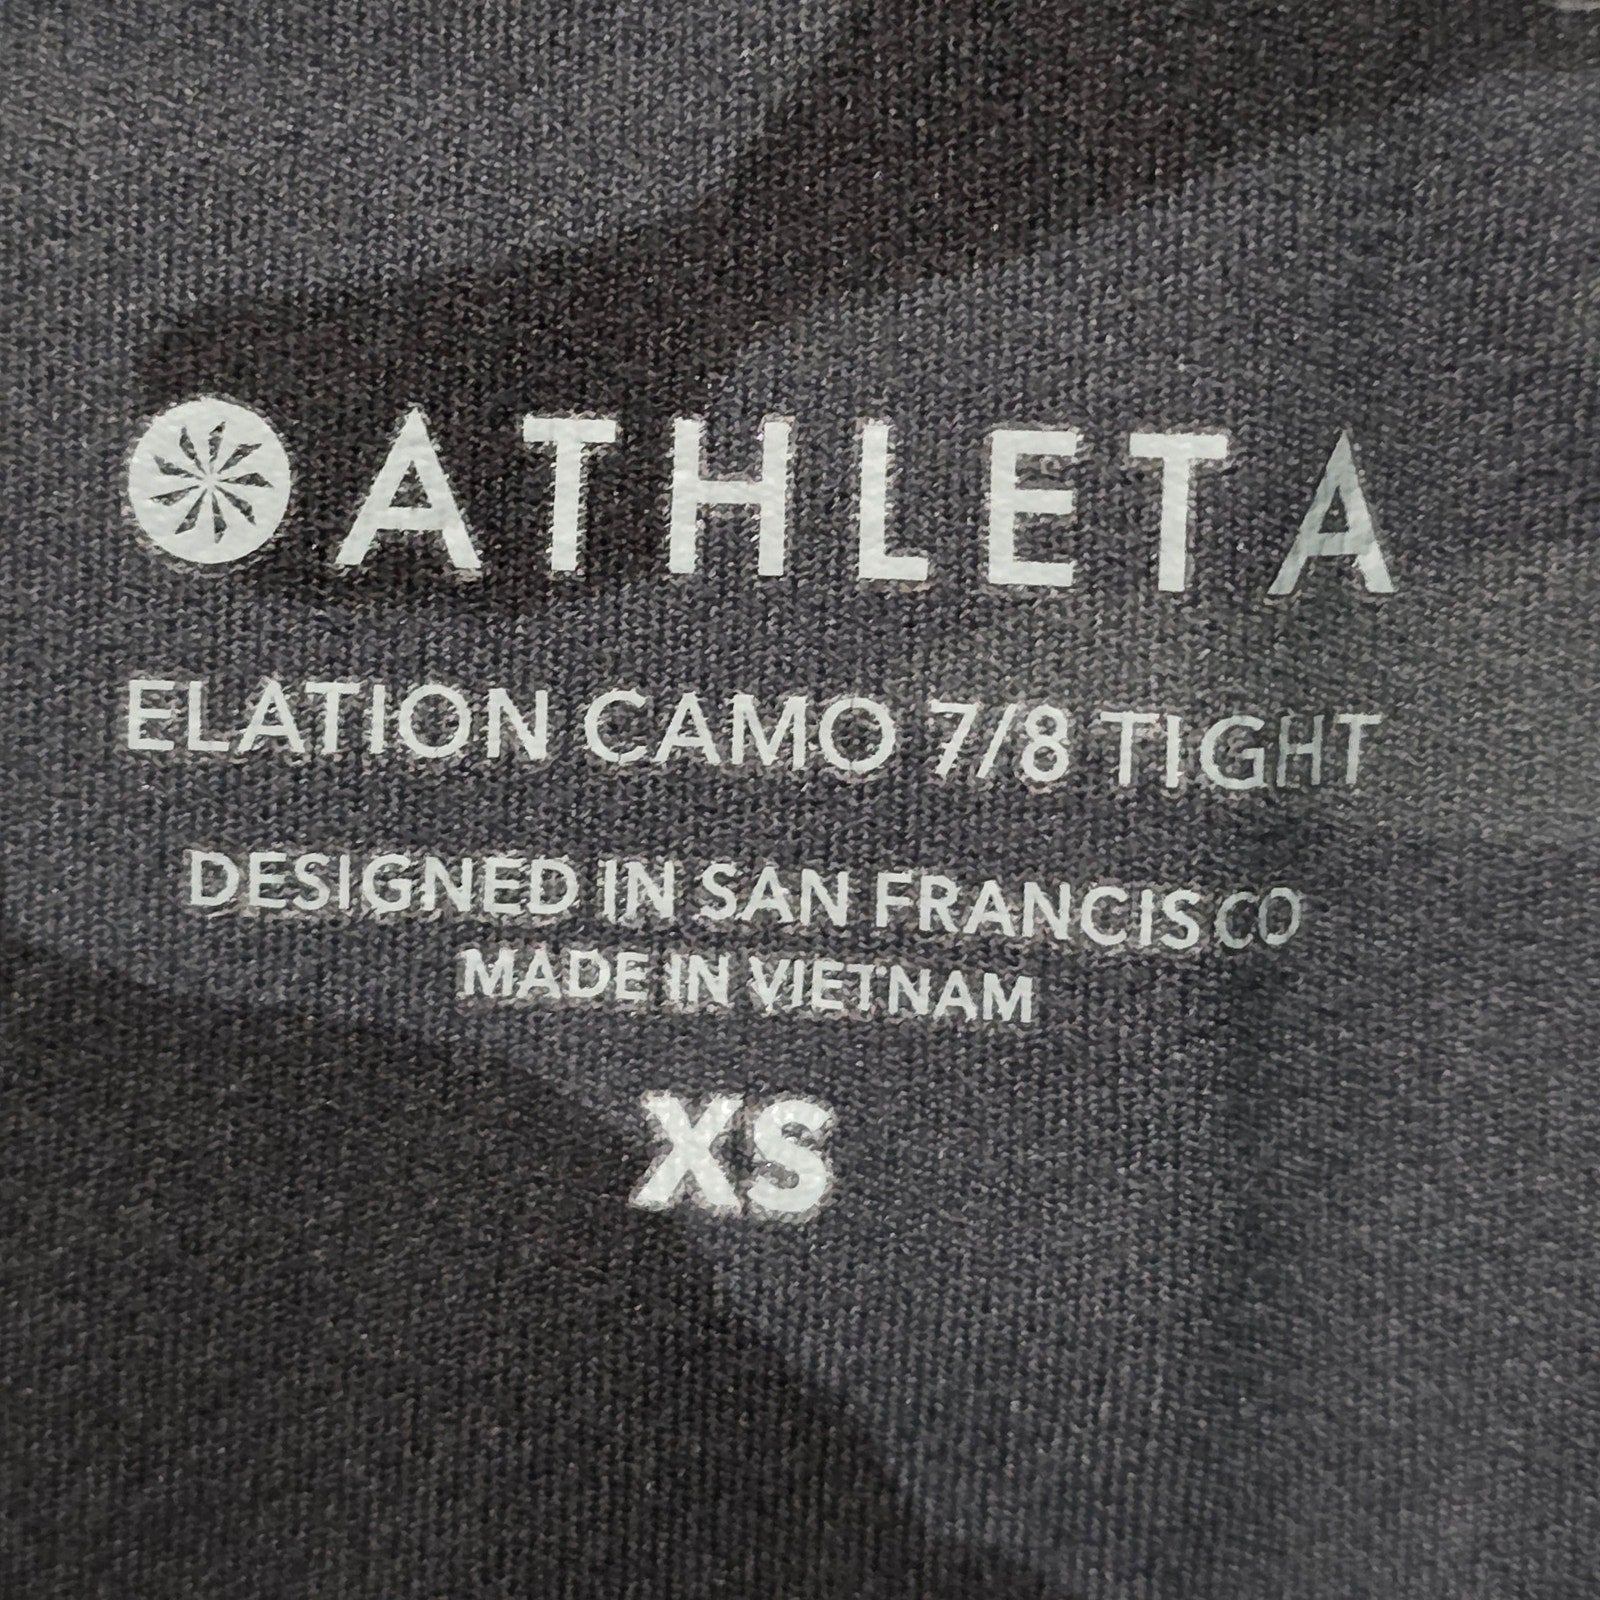 ATHLETA
ELATION CAMO 7/8 TIGHT
DESIGNED IN SAN FRANCISCO
MADE IN VIETNAM
XS